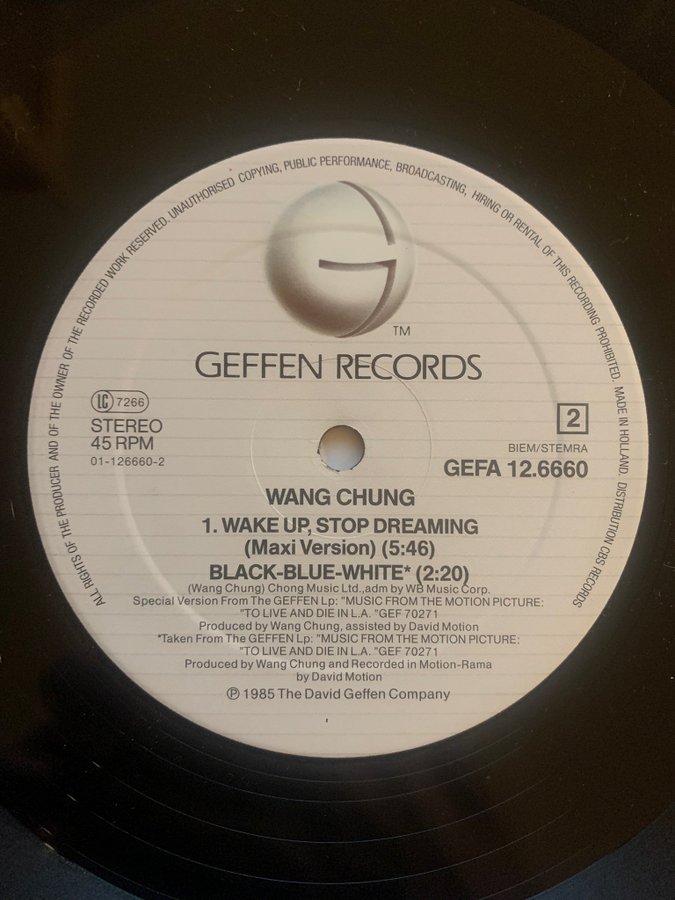 ALL RIGHTS OF THE PRODUCER AND OF THE OWNER OF THE RECORDED WORK RESERVED. UNAUTHORISED COPYING, PUBLIC PERFORMANCE, BROADCASTING, HIRING OR RENTAL OF THIS RECORDING PROHIBITED. MADE IN HOLLAND. DISTRIBUTION CBS RECORDS
TM
GEFFEN RECORDS
LC 7266
STEREO
45 RPM
01-126660-2
2
BIEM/STEMRA
GEFA 12.6660
WANG CHUNG
1. WAKE UP, STOP DREAMING
(Maxi Version) (5:46)
BLACK-BLUE-WHITE* (2:20)
(Wang Chung) Chong Music Ltd.,adm by WB Music Corp.
Special Version From The GEFFEN Lp: "MUSIC FROM THE MOTION PICTURE:
"TO LIVE AND DIE IN L.A. "GEF 70271
Produced by Wang Chung, assisted by David Motion
*Taken From The GEFFEN Lp: "MUSIC FROM THE MOTION PICTURE:
"TO LIVE AND DIE IN L.A. "GEF 70271
Produced by Wang Chung and Recorded in Motion-Rama
by David Motion
℗ 1985 The David Geffen Company